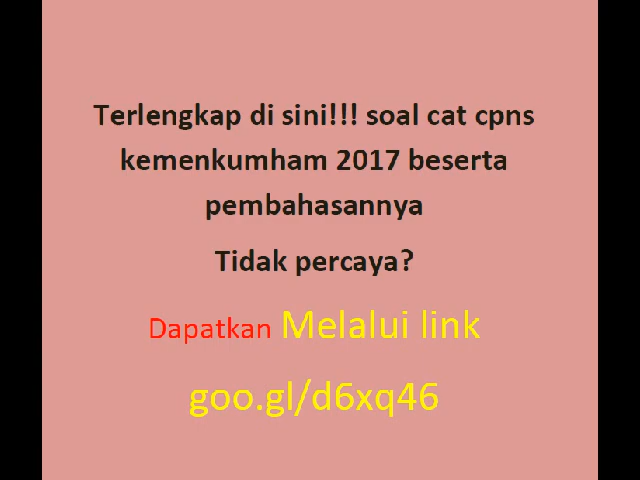 Terlengkap di sini!!! soal cat cpns
kemenkumham 2017 beserta
pembahasannya
Tidak percaya?
Dapatkan Melalui link
goo.gl/d6xq46